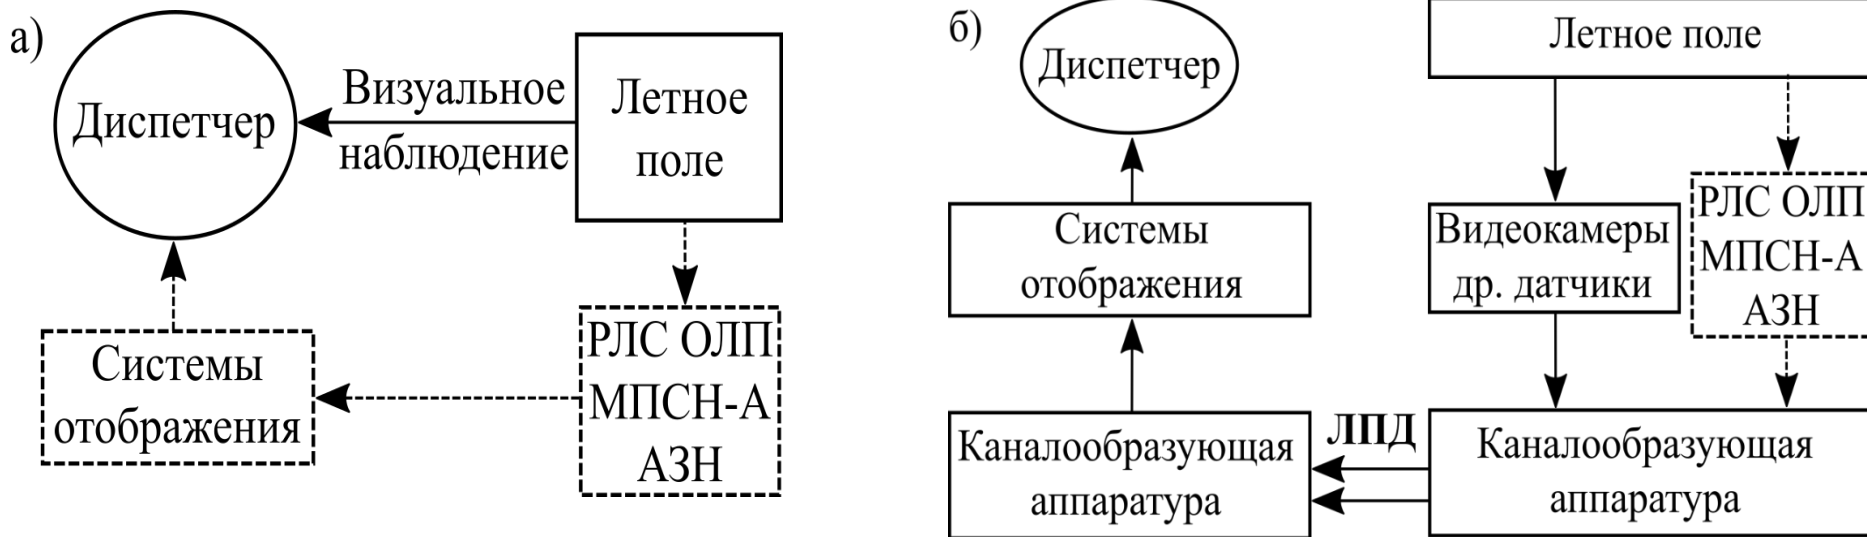 а)
Диспетчер
Визуальное
наблюдение
Летное
поле
Системы
отображения
РЛС ОЛП
МПСН-А
АЗН
б)
Диспетчер
Летное поле
Системы
отображения
Видеокамеры
др. датчики
РЛС ОЛП
МПСН-А
АЗН
Каналообразующая
аппаратура
ЛПД
Каналообразующая
аппаратура